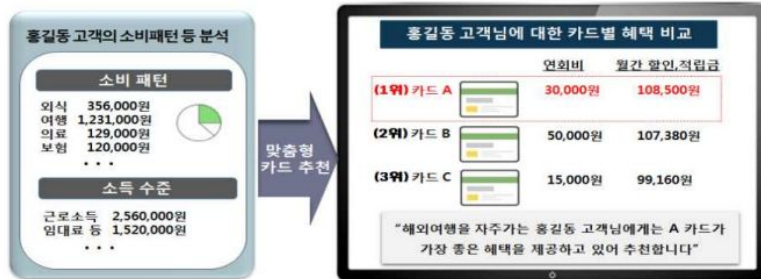 홍길동 고객의 소비패턴 등 분석
소비 패턴
외식 356,000원
여행 1,231,000원
의료 129,000원
보험 120,000원
• • •
소득 수준
근로소득 2,560,000원
임대료 등 1,520,000원
• • •
맞춤형
카드 추천
홍길동 고객님에 대한 카드별 혜택 비교
연회비 월간 할인,적립금
(1위) 카드 A 30,000원 108,500원
(2위) 카드 B 50,000원 107,380원
(3위) 카드 C 15,000원 99,160원
“해외여행을 자주가는 홍길동 고객님에게는 A 카드가
가장 좋은 혜택을 제공하고 있어 추천합니다”